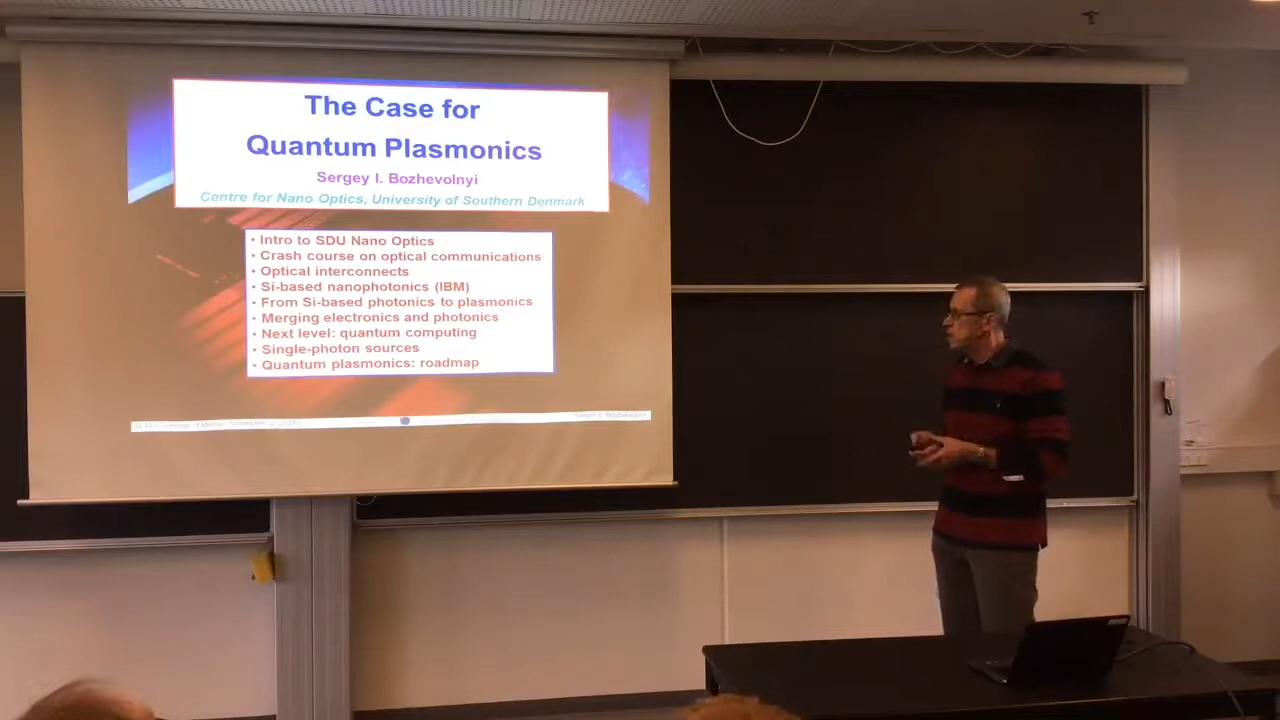 The Case for
Quantum Plasmonics
Sergey I. Bozhevolnyi
Centre for Nano Optics, University of Southern Denmark
• Intro to SDU Nano Optics
• Crash course on optical communications
• Optical interconnects
• Si-based nanophotonics (IBM)
• From Si-based photonics to plasmonics
• Merging electronics and photonics
• Next level: quantum computing
• Single-photon sources
• Quantum plasmonics: roadmap
Sergey I. Bozhevolnyi